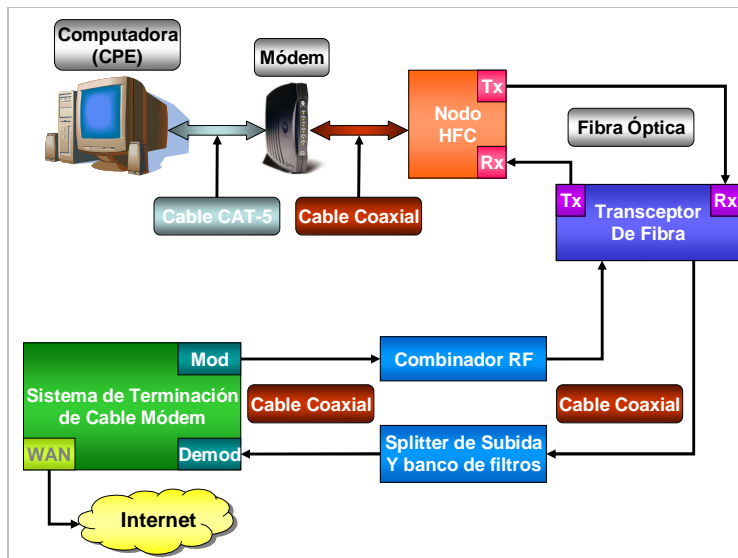 Computadora
(CPE)
Módem
Nodo
HFC
Tx
Rx
Fibra Óptica
Cable CAT-5
Cable Coaxial
Tx
Rx
Transceptor
De Fibra
Mod
Sistema de Terminación
de Cable Módem
WAN
Demod
Combinador RF
Cable Coaxial
Cable Coaxial
Splitter de Subida
Y banco de filtros
Internet